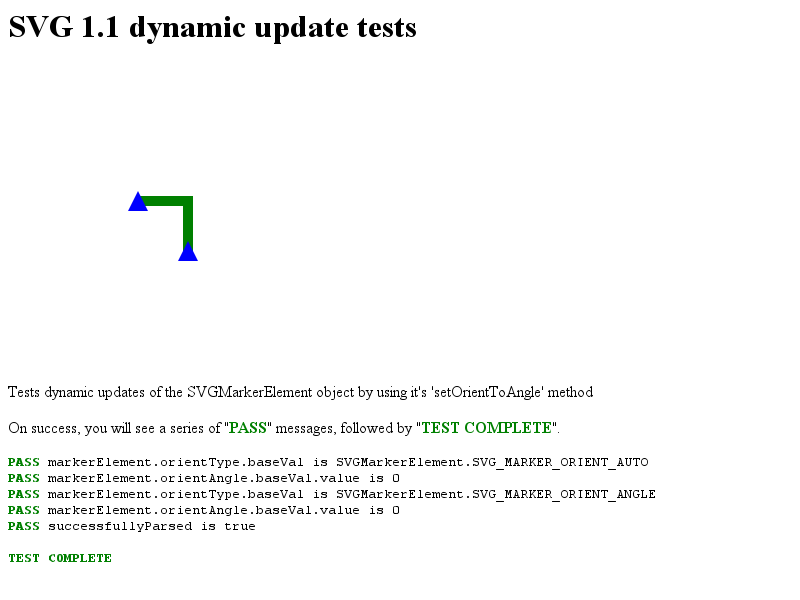 SVG 1.1 dynamic update tests
Tests dynamic updates of the SVGMarkerElement object by using it's 'setOrientToAngle' method
On success, you will see a series of "PASS" messages, followed by "TEST COMPLETE".
PASS markerElement.orientType.baseVal is SVGMarkerElement.SVG_MARKER_ORIENT_AUTO
PASS markerElement.orientAngle.baseVal.value is 0
PASS markerElement.orientType.baseVal is SVGMarkerElement.SVG_MARKER_ORIENT_ANGLE
PASS markerElement.orientAngle.baseVal.value is 0
PASS successfullyParsed is true
TEST COMPLETE